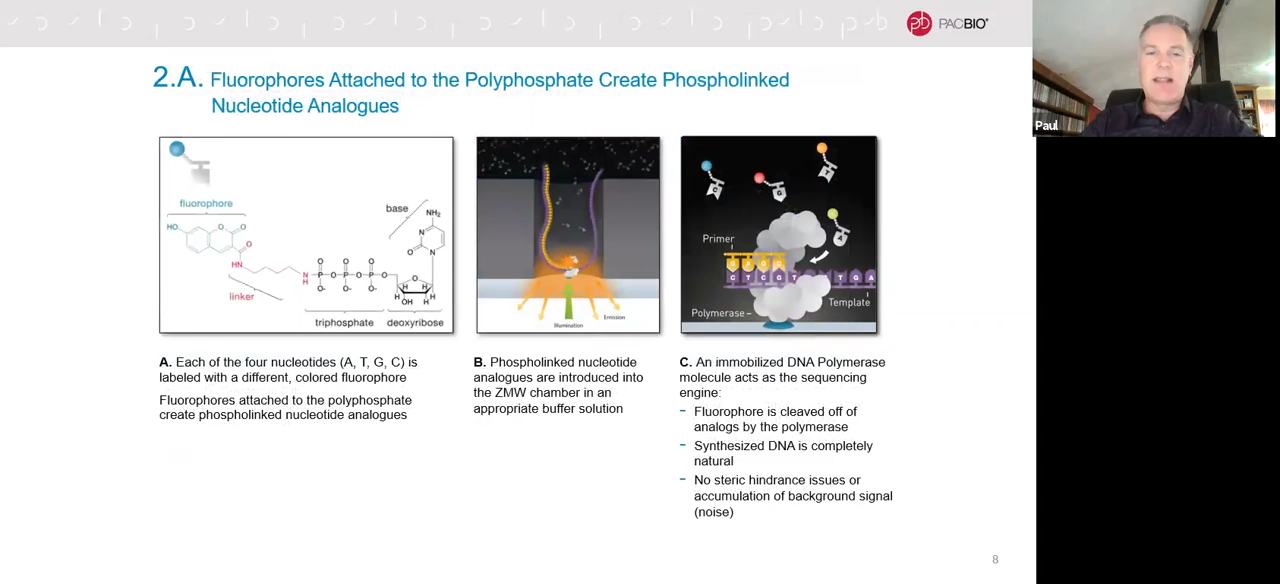 PACBIO®
Paul
2.A. Fluorophores Attached to the Polyphosphate Create Phospholinked
Nucleotide Analogues
fluorophore
HO
O
O
O
HN
linker
N
H
O
O
O
P
O
P
O
P
O
O-
O-
O-
triphosphate
base
NH₂
N
O
N
O
H
H
H
H
OH
H
deoxyribose
Illumination
Emission
C
G
T
A
Primer
G A G C
C T C G T T G A
Template
Polymerase
A. Each of the four nucleotides (A, T, G, C) is
labeled with a different, colored fluorophore
Fluorophores attached to the polyphosphate
create phospholinked nucleotide analogues
B. Phospholinked nucleotide
analogues are introduced into
the ZMW chamber in an
appropriate buffer solution
C. An immobilized DNA Polymerase
molecule acts as the sequencing
engine:
- Fluorophore is cleaved off of
analogs by the polymerase
- Synthesized DNA is completely
natural
- No steric hindrance issues or
accumulation of background signal
(noise)
8